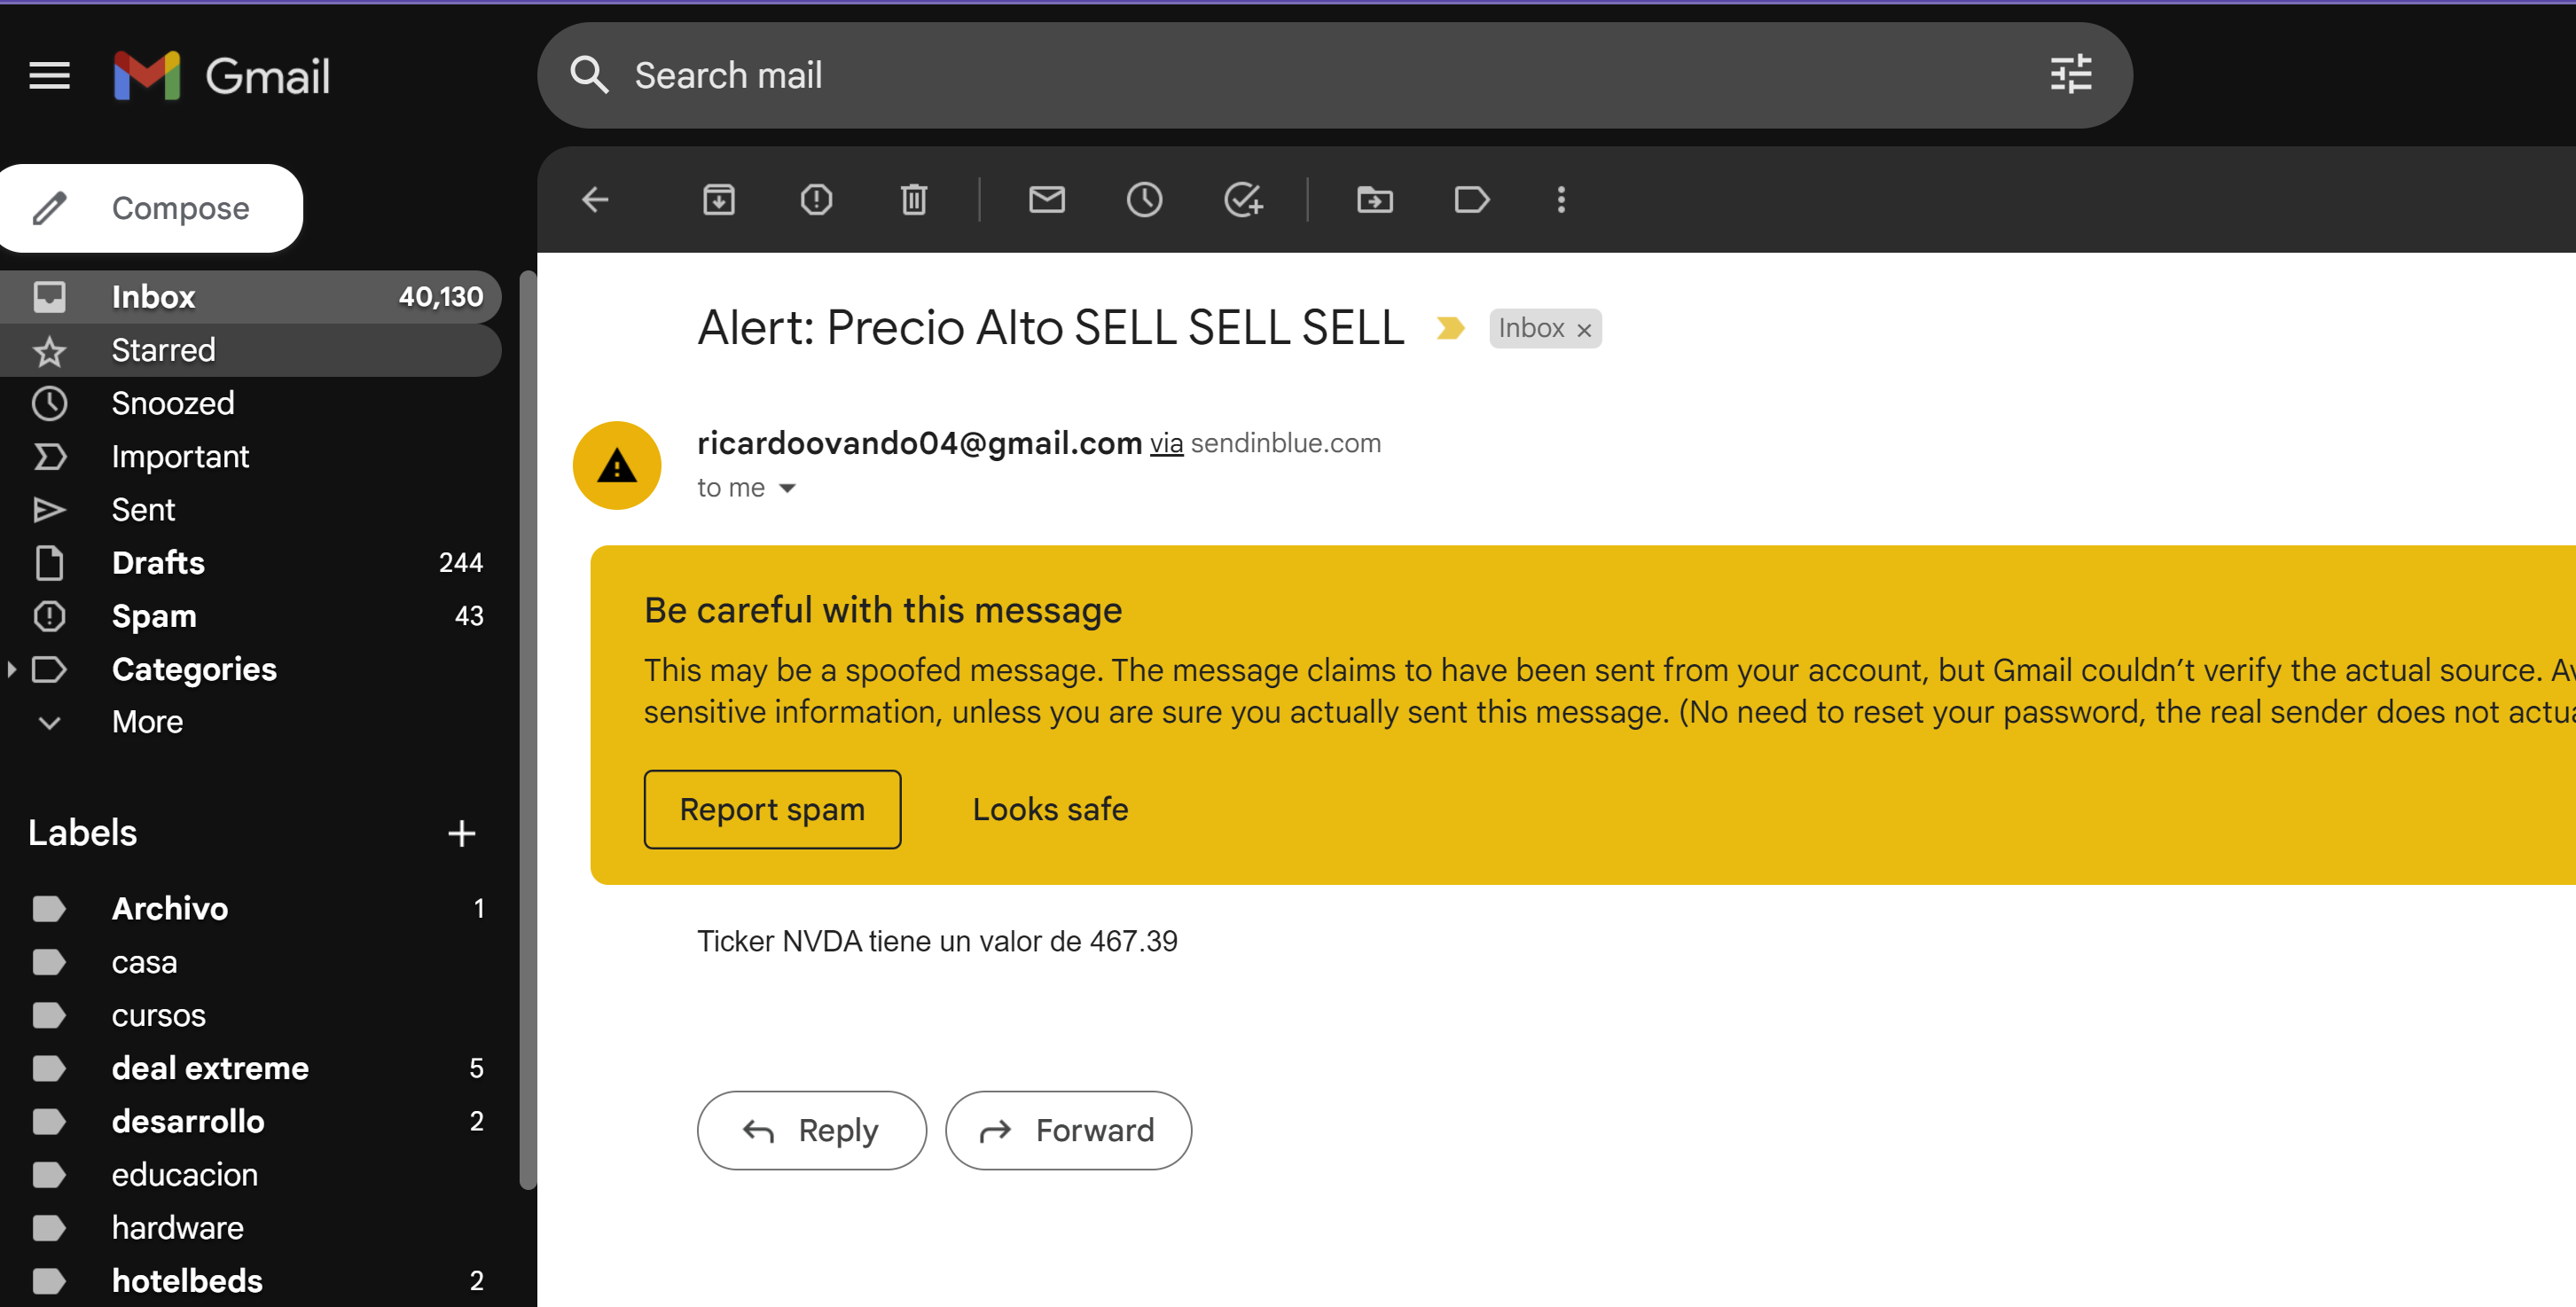 Gmail
Search mail
Compose
Inbox 40,130
Starred
Snoozed
Important
Sent
Drafts 244
Spam 43
Categories
More
Labels
Archivo 1
casa
cursos
deal extreme 5
desarrollo 2
educacion
hardware
hotelbeds 2
Alert: Precio Alto SELL SELL SELL Inbox ×
ricardoovando04@gmail.com via sendinblue.com
to me
Be careful with this message
This may be a spoofed message. The message claims to have been sent from your account, but Gmail couldn’t verify the actual source.
sensitive information, unless you are sure you actually sent this message. (No need to reset your password, the real sender does not
Report spam Looks safe
Ticker NVDA tiene un valor de 467.39
Reply Forward